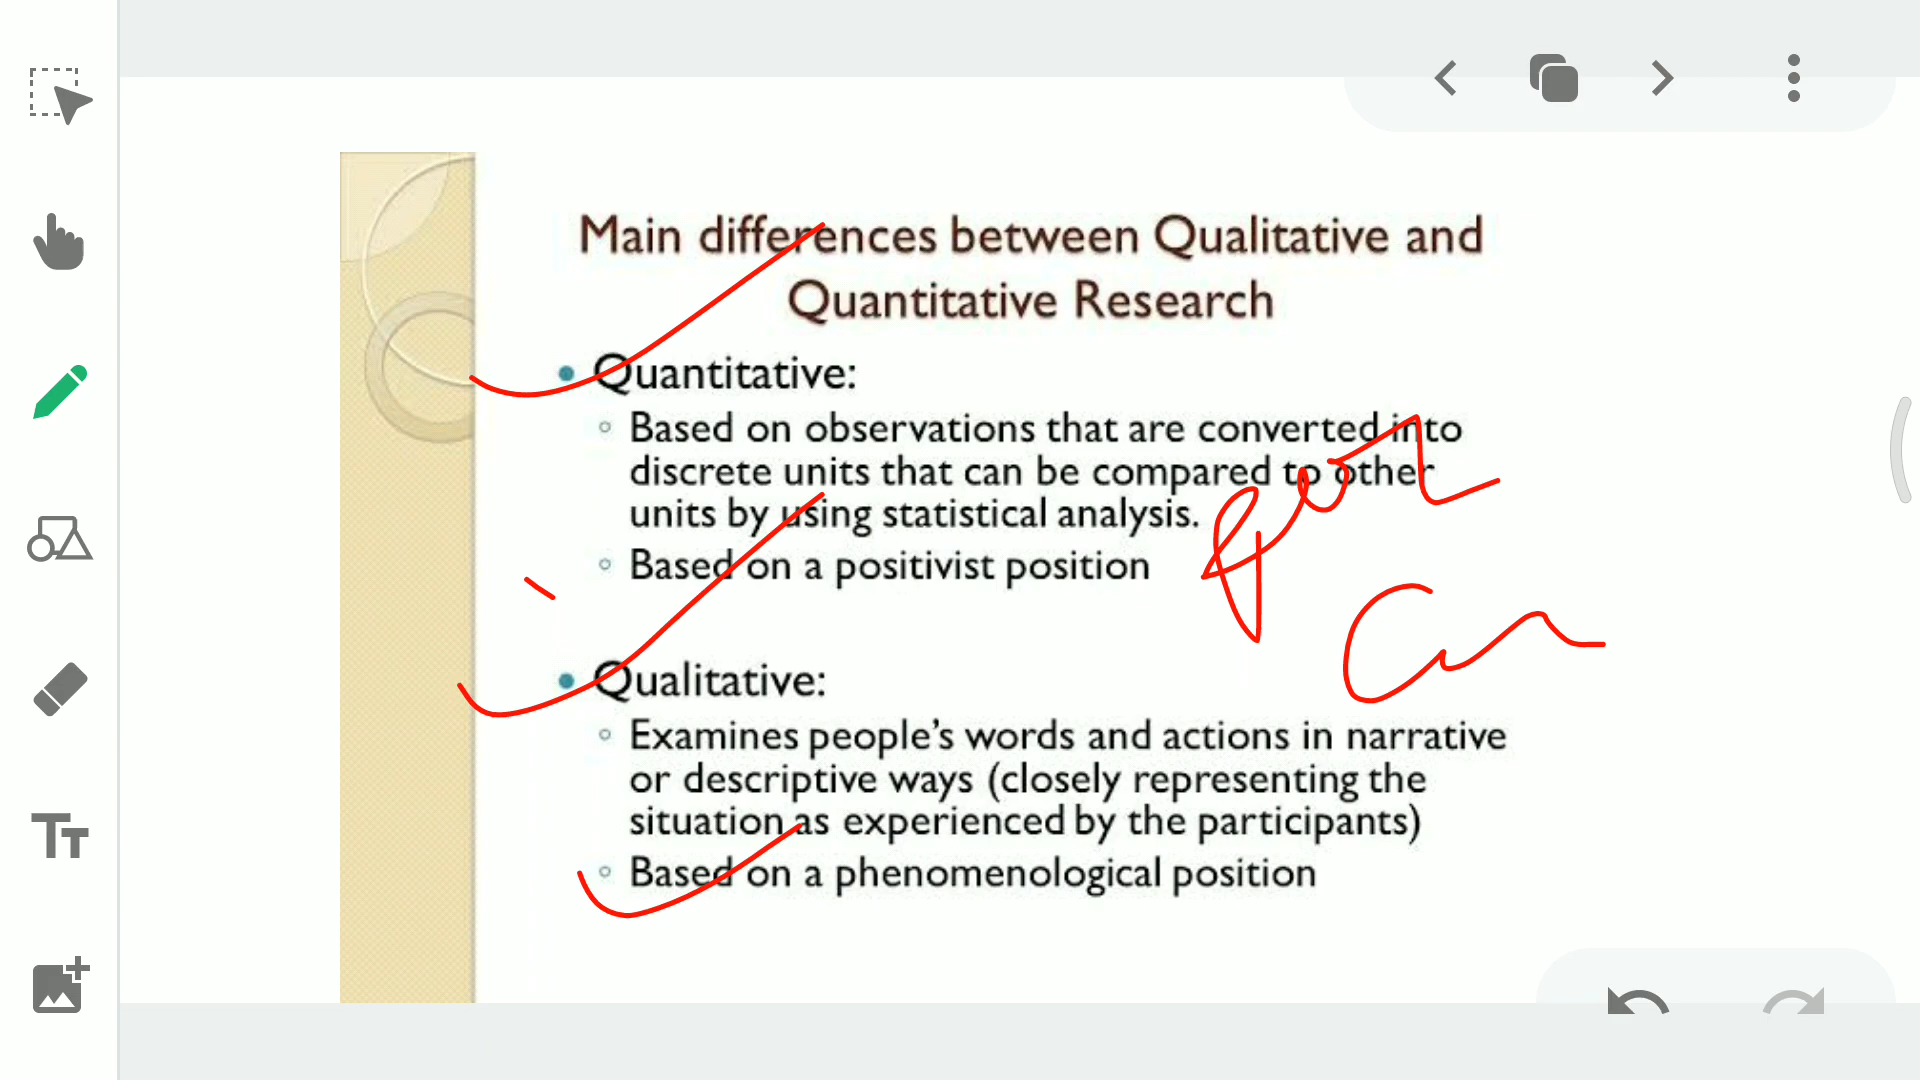 Main differences between Qualitative and
Quantitative Research
• Quantitative:
◦ Based on observations that are converted into
discrete units that can be compared to other
units by using statistical analysis.
◦ Based on a positivist position
• Qualitative:
◦ Examines people's words and actions in narrative
or descriptive ways (closely representing the
situation as experienced by the participants)
◦ Based on a phenomenological position